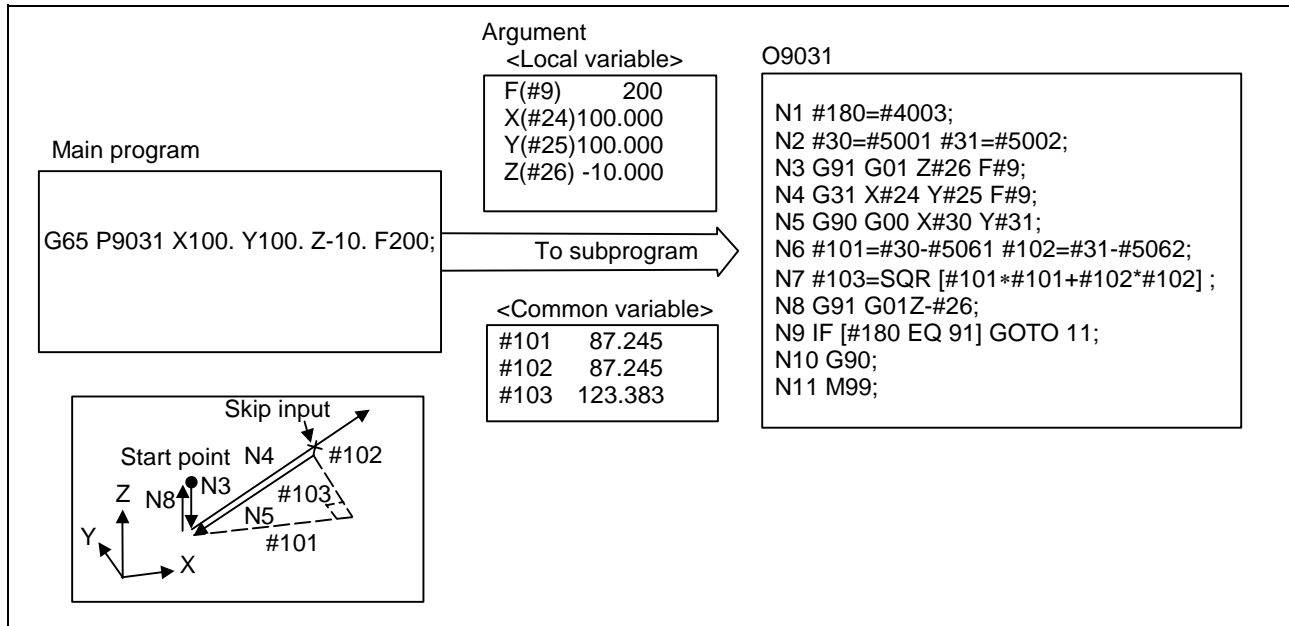 Main program
G65 P9031 X100. Y100. Z-10. F200;
Argument
<Local variable>
F(#9) 200
X(#24)100.000
Y(#25)100.000
Z(#26) -10.000
To subprogram
<Common variable>
#101 87.245
#102 87.245
#103 123.383
O9031
N1 #180=#4003;
N2 #30=#5001 #31=#5002;
N3 G91 G01 Z#26 F#9;
N4 G31 X#24 Y#25 F#9;
N5 G90 G00 X#30 Y#31;
N6 #101=#30-#5061 #102=#31-#5062;
N7 #103=SQR [#101∗#101+#102*#102] ;
N8 G91 G01Z-#26;
N9 IF [#180 EQ 91] GOTO 11;
N10 G90;
N11 M99;
Skip input
Start point N4 #102
Z N8 N3 #103
N5
Y #101
X